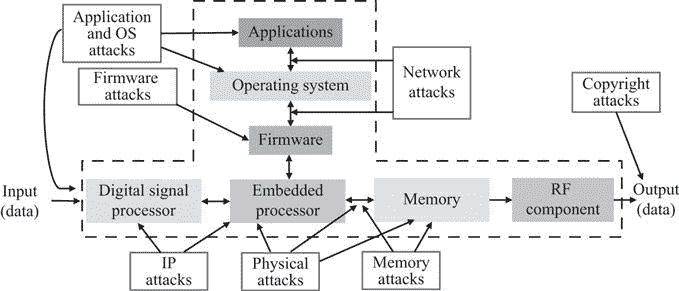 Application
and OS
attacks
Applications
Firmware
attacks
Operating system
Network
attacks
Copyright
attacks
Firmware
Input
(data)
Digital signal
processor
Embedded
processor
Memory
RF
component
Output
(data)
IP
attacks
Physical
attacks
Memory
attacks